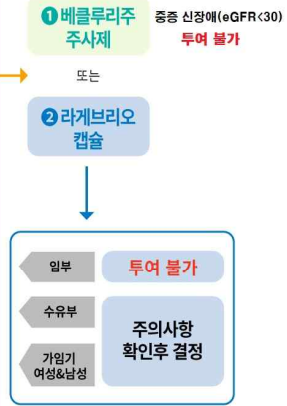 ❶베클루리주
주사제
중증 신장애(eGFR<30)
투여 불가
또는
❷라게브리오
캡슐
임부
투여 불가
수유부
가임기
여성&남성
주의사항
확인후 결정